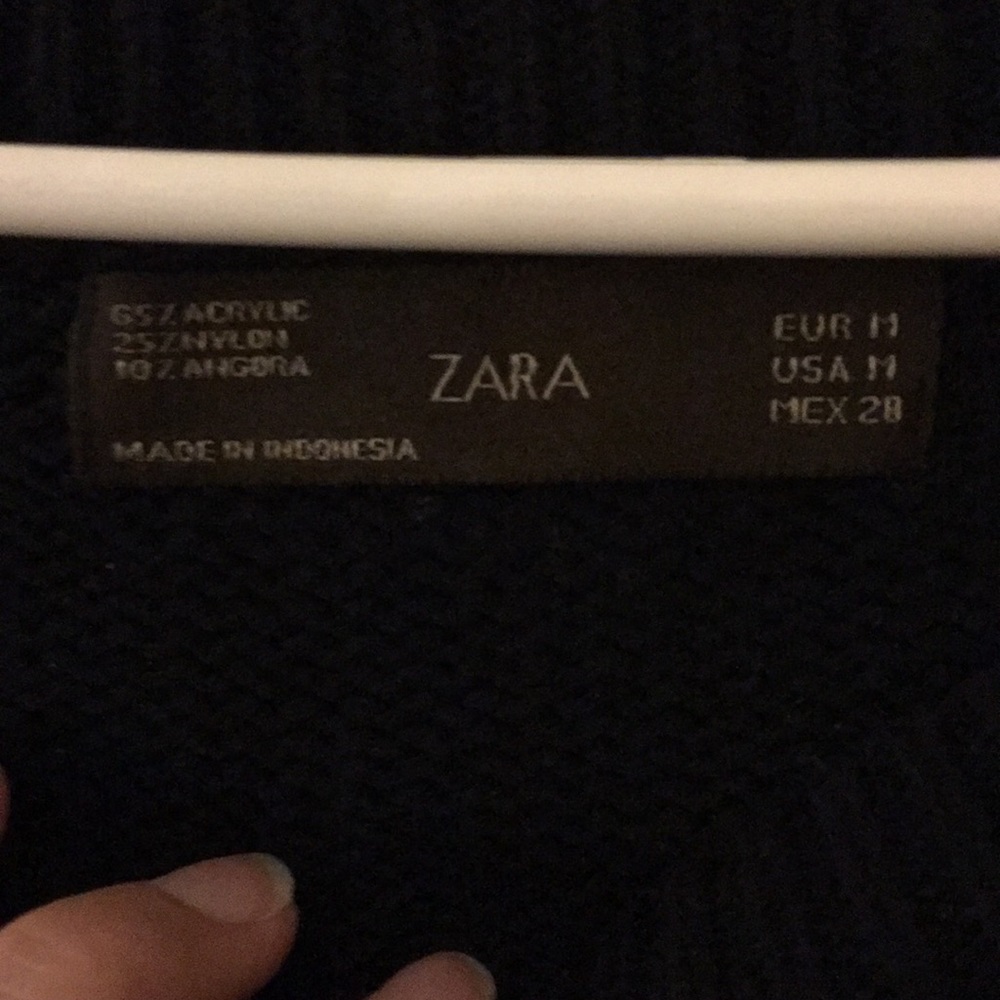 65% ACRYLIC
25% NYLON
10% ANGORA
MADE IN INDONESIA
ZARA
EUR M
USA M
MEX 28